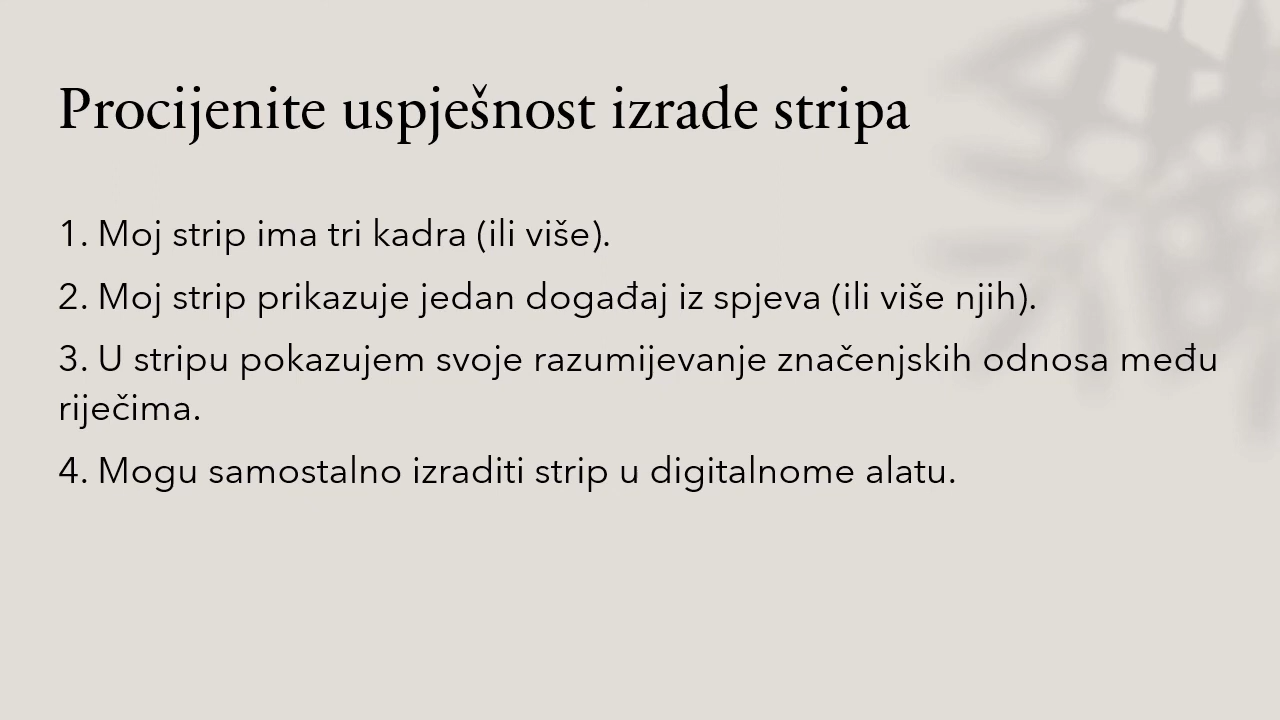 Procijenite uspješnost izrade stripa
1. Moj strip ima tri kadra (ili više).
2. Moj strip prikazuje jedan događaj iz spjeva (ili više njih).
3. U stripu pokazujem svoje razumijevanje značenjskih odnosa među
riječima.
4. Mogu samostalno izraditi strip u digitalnome alatu.